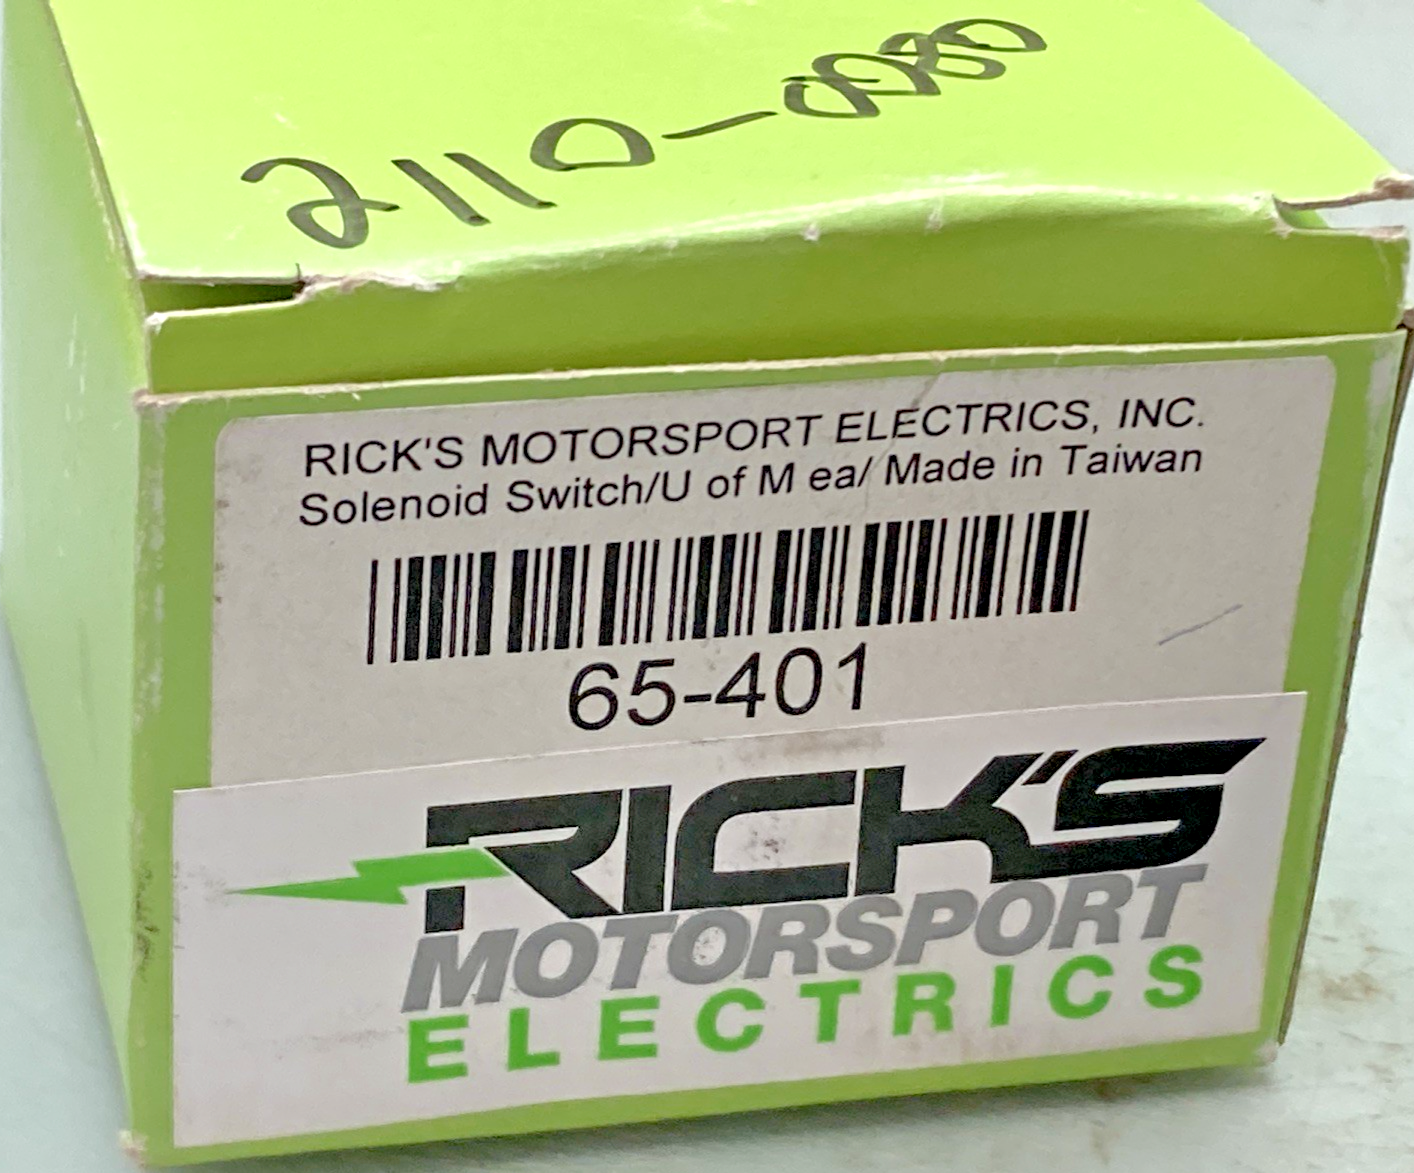 2110-0080
RICK'S MOTORSPORT ELECTRICS, INC.
Solenoid Switch/U of M ea/ Made in Taiwan
65-401
RICK'S
MOTORSPORT
ELECTRICS